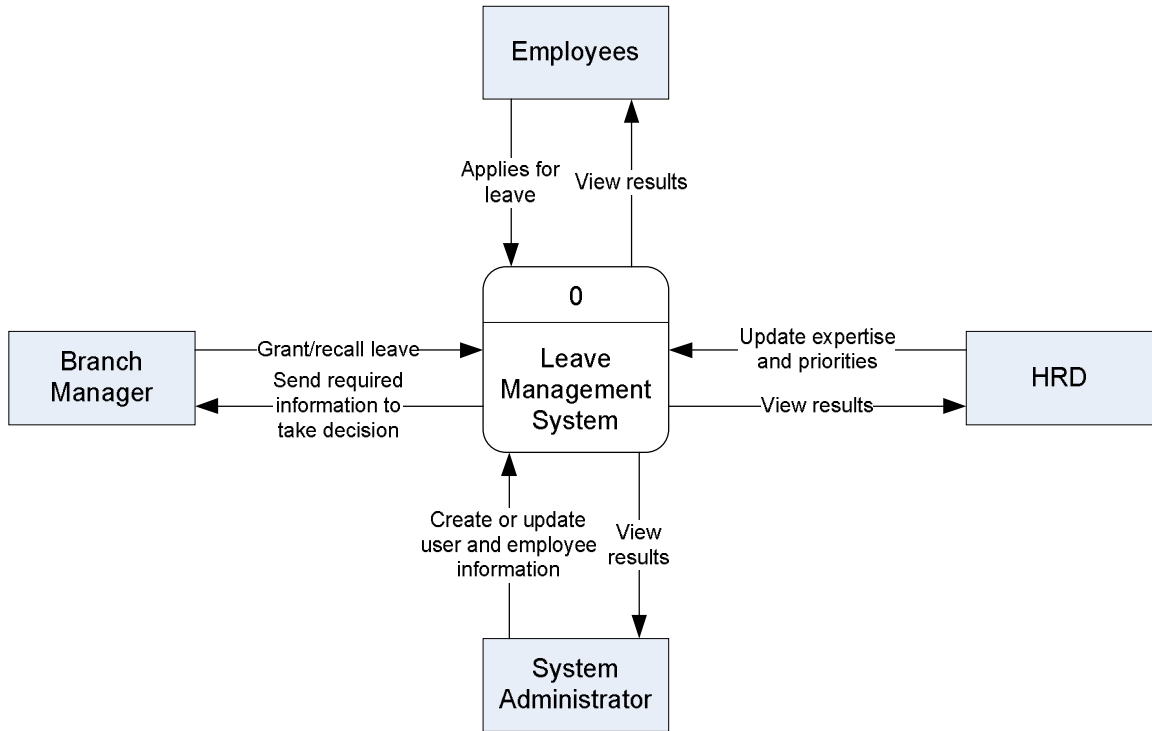 Employees
Applies for
leave
View results
0
Leave
Management
System
Branch
Manager
Grant/recall leave
Send required
information to
take decision
Update expertise
and priorities
View results
HRD
Create or update
user and employee
information
View
results
System
Administrator